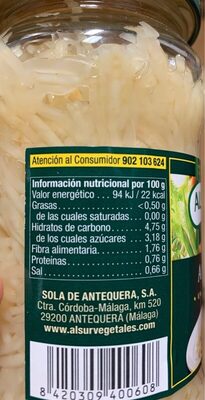 Atención al Consumidor 902 103 624
Información nutricional por 100 g
Valor energético ... 94 kJ / 22 kcal
Grasas <0,50 g
de las cuales saturadas... 0,00 g
Hidratos de carbono 4,75 g
de los cuales azúcares .. 3,18 g
Fibra alimentaria 1,76 g
Proteínas 0,76 g
Sal 0,66 g
SOLA DE ANTEQUERA, S.A.
Ctra. Córdoba-Málaga, km 520
29200 ANTEQUERA (Málaga)
www.alsurvegetales.com
8 420309 400608